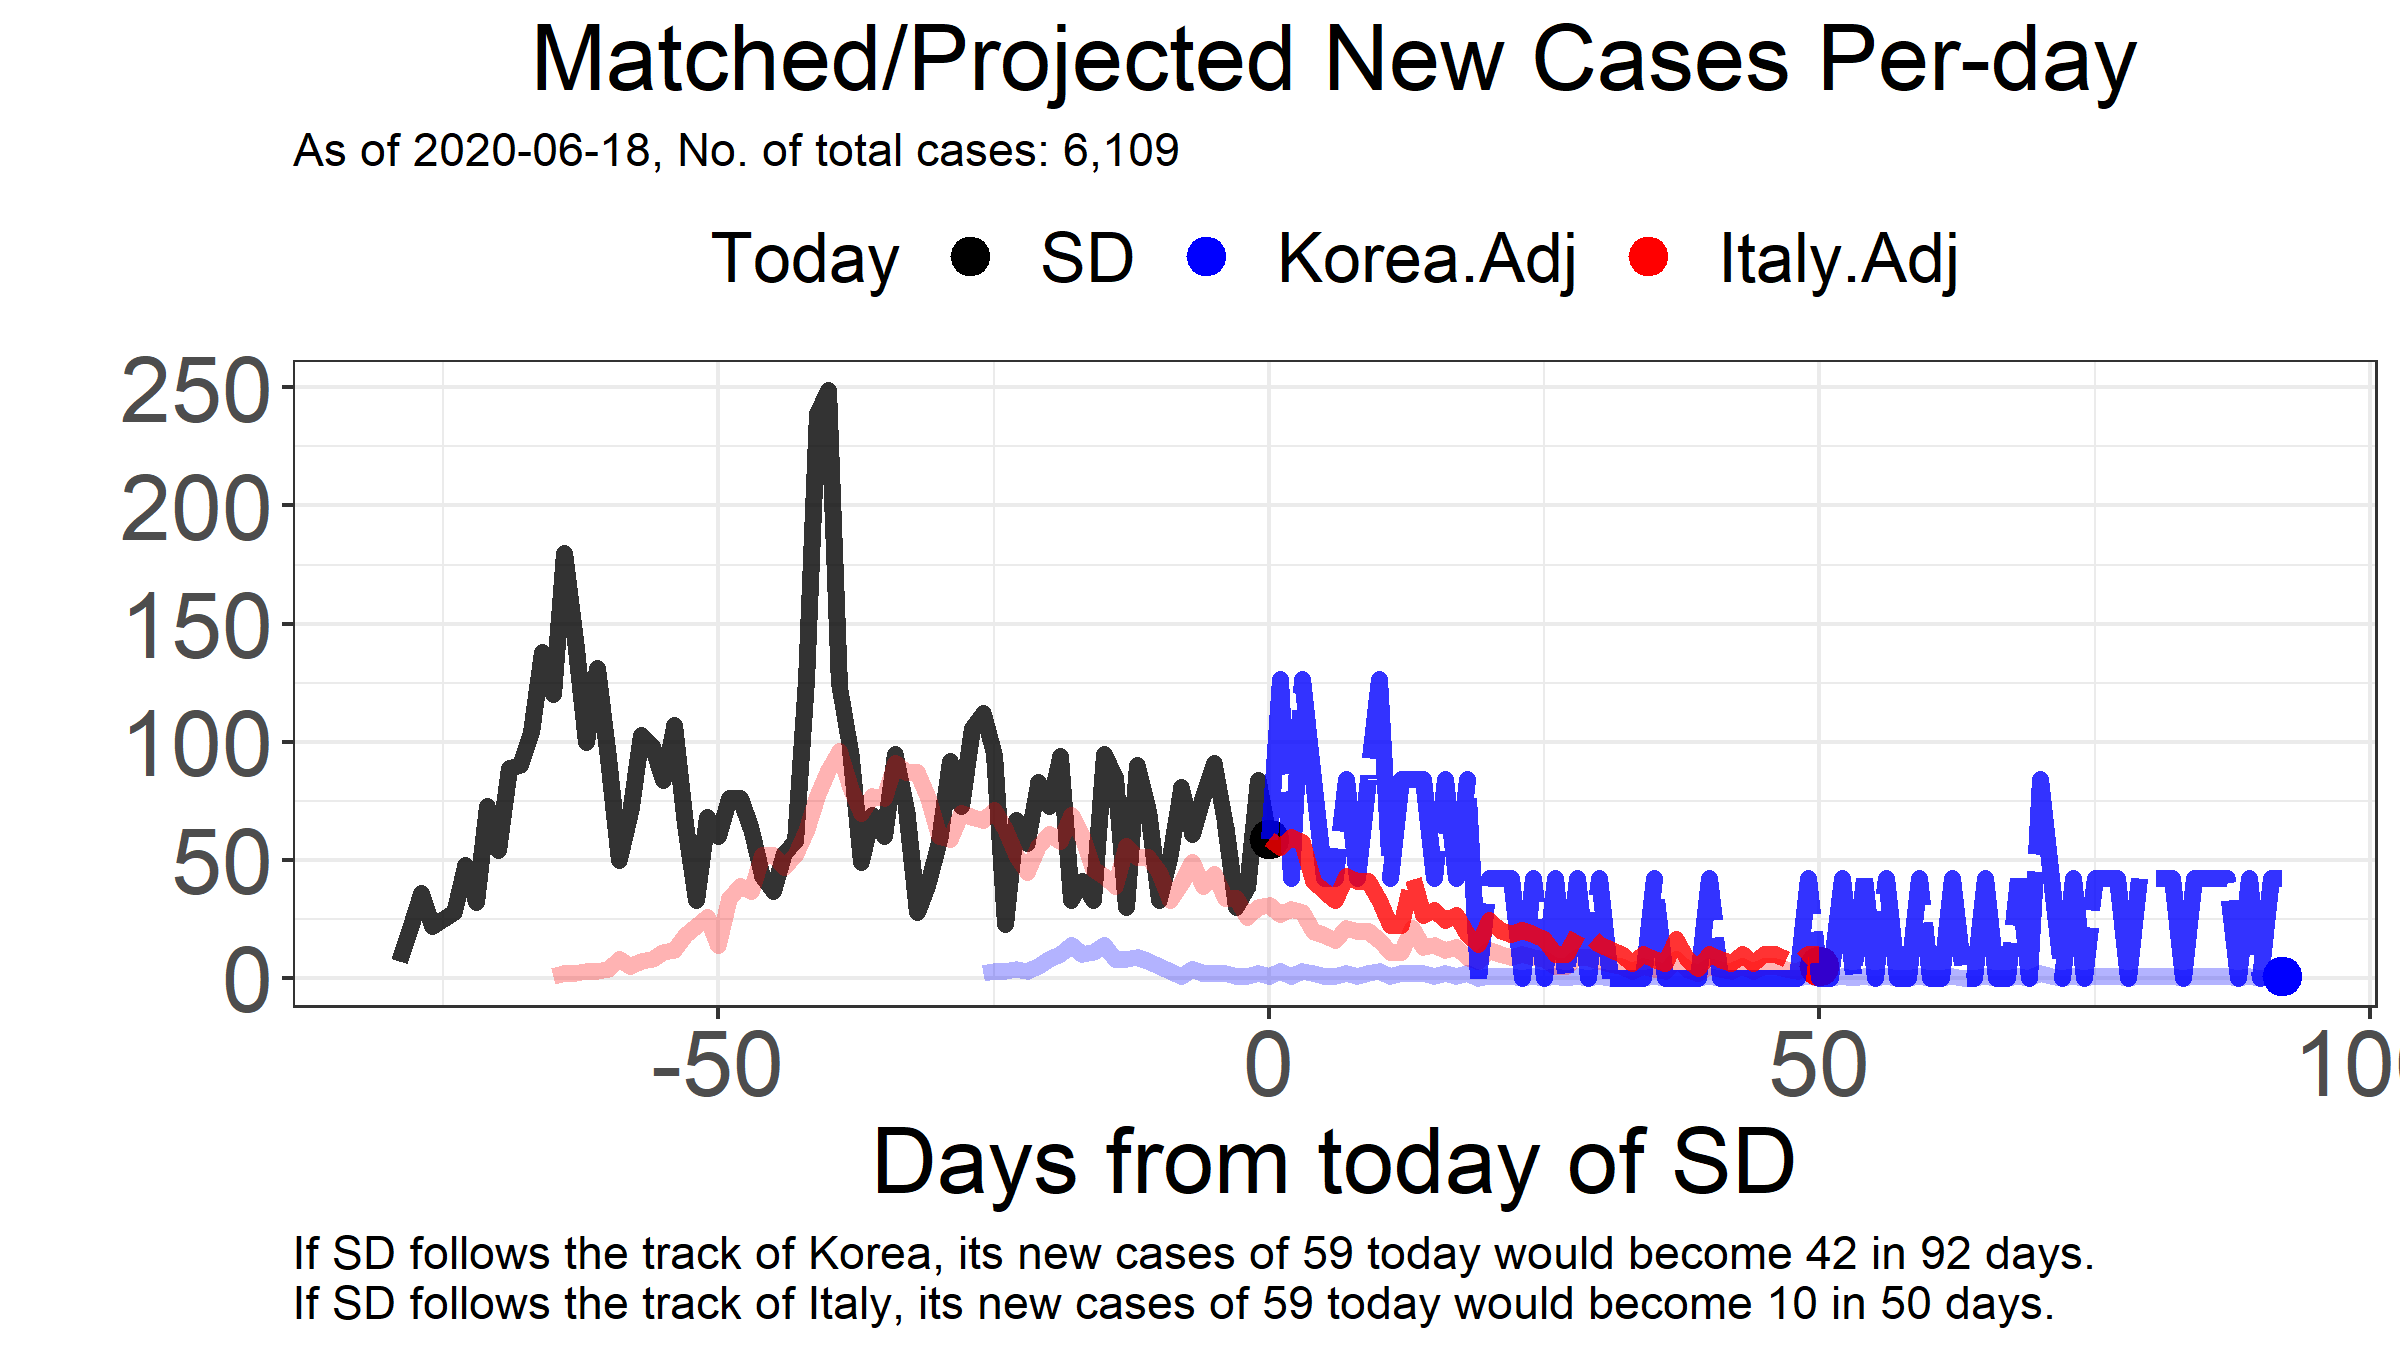 Matched/Projected New Cases Per-day
As of 2020-06-18, No. of total cases: 6,109
Today SD Korea.Adj Italy.Adj
250
200
150
100
50
0
-50 0 50 100
Days from today of SD
If SD follows the track of Korea, its new cases of 59 today would become 42 in 92 days.
If SD follows the track of Italy, its new cases of 59 today would become 10 in 50 days.